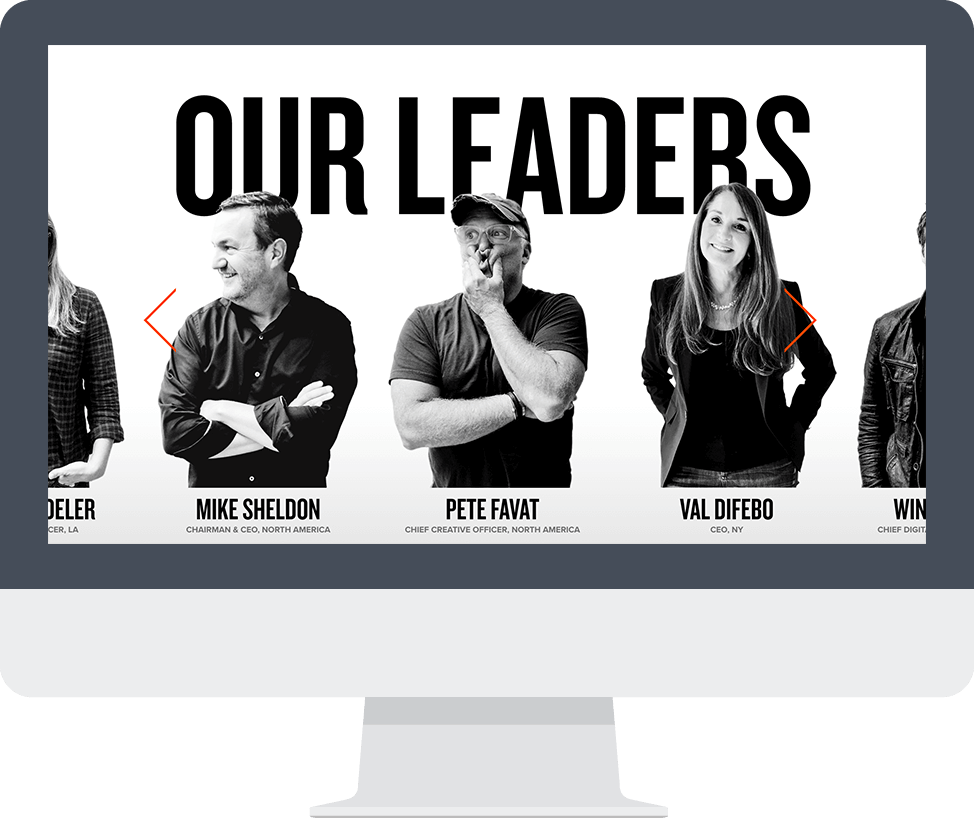 OUR LEADERS
DELER
CER, LA
MIKE SHELDON
CHAIRMAN & CEO, NORTH AMERICA
PETE FAVAT
CHIEF CREATIVE OFFICER, NORTH AMERICA
VAL DIFEBO
CEO, NY
WIN
CHIEF DIGIT